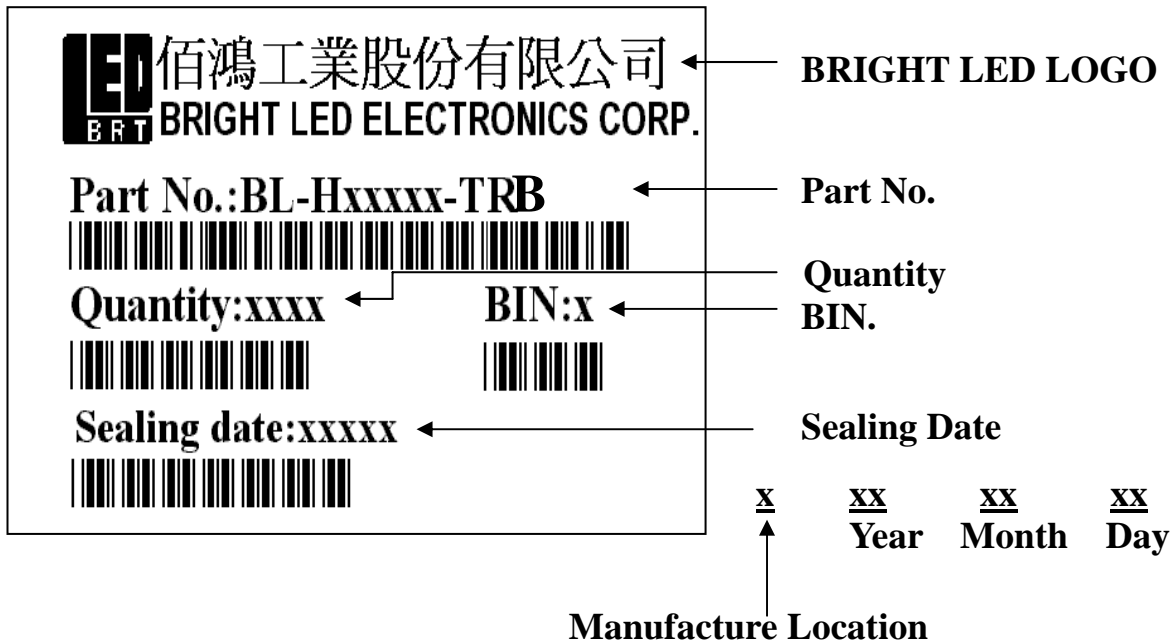 LED 佰鴻工業股份有限公司 BRIGHT LED LOGO
BRT BRIGHT LED ELECTRONICS CORP.
Part No.:BL-Hxxxxx-TRB Part No.
Quantity
Quantity:xxxx BIN:x BIN.
Sealing date:xxxxx Sealing Date
x xx xx xx
Year Month Day
Manufacture Location